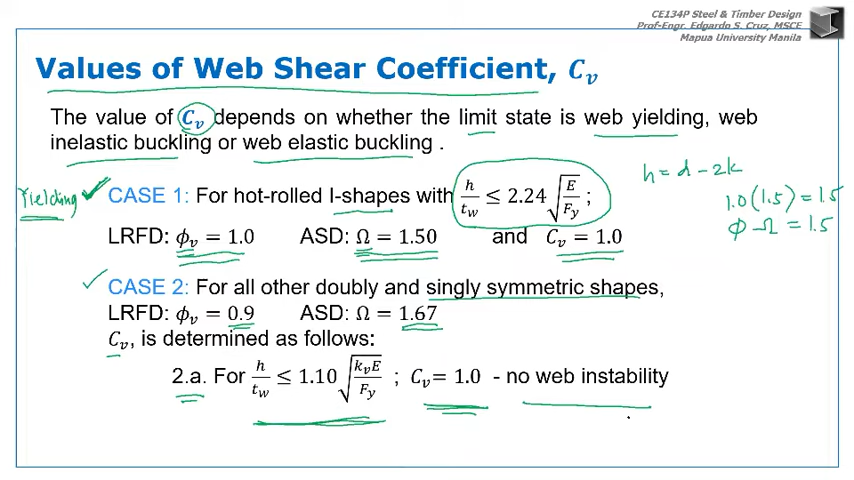 CE134P Steel & Timber Design
Prof-Engr. Edgardo S. Cruz, MSCE
Mapua University Manila
Values of Web Shear Coefficient, Cᵥ
The value of Cᵥ depends on whether the limit state is web yielding, web
inelastic buckling or web elastic buckling .
h = d - 2k
Yielding ✓ CASE 1: For hot-rolled I-shapes with h/t_w ≤ 2.24 √(E/F_y) ;
1.0 (1.5) = 1.5
LRFD: ϕᵥ = 1.0 ASD: Ω = 1.50 and Cᵥ = 1.0
ϕ Ω = 1.5
✓ CASE 2: For all other doubly and singly symmetric shapes,
LRFD: ϕᵥ = 0.9 ASD: Ω = 1.67
Cᵥ, is determined as follows:
2.a. For h/t_w ≤ 1.10 √(kᵥE/F_y) ; Cᵥ= 1.0 - no web instability